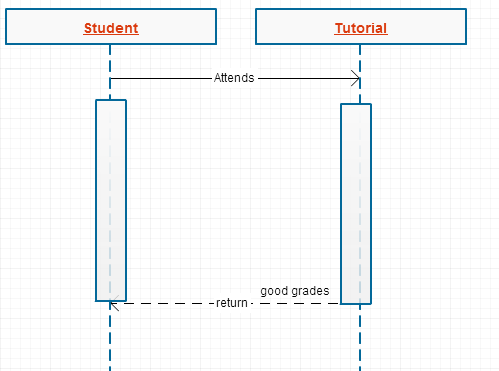 Student
Tutorial
Attends
good grades
return